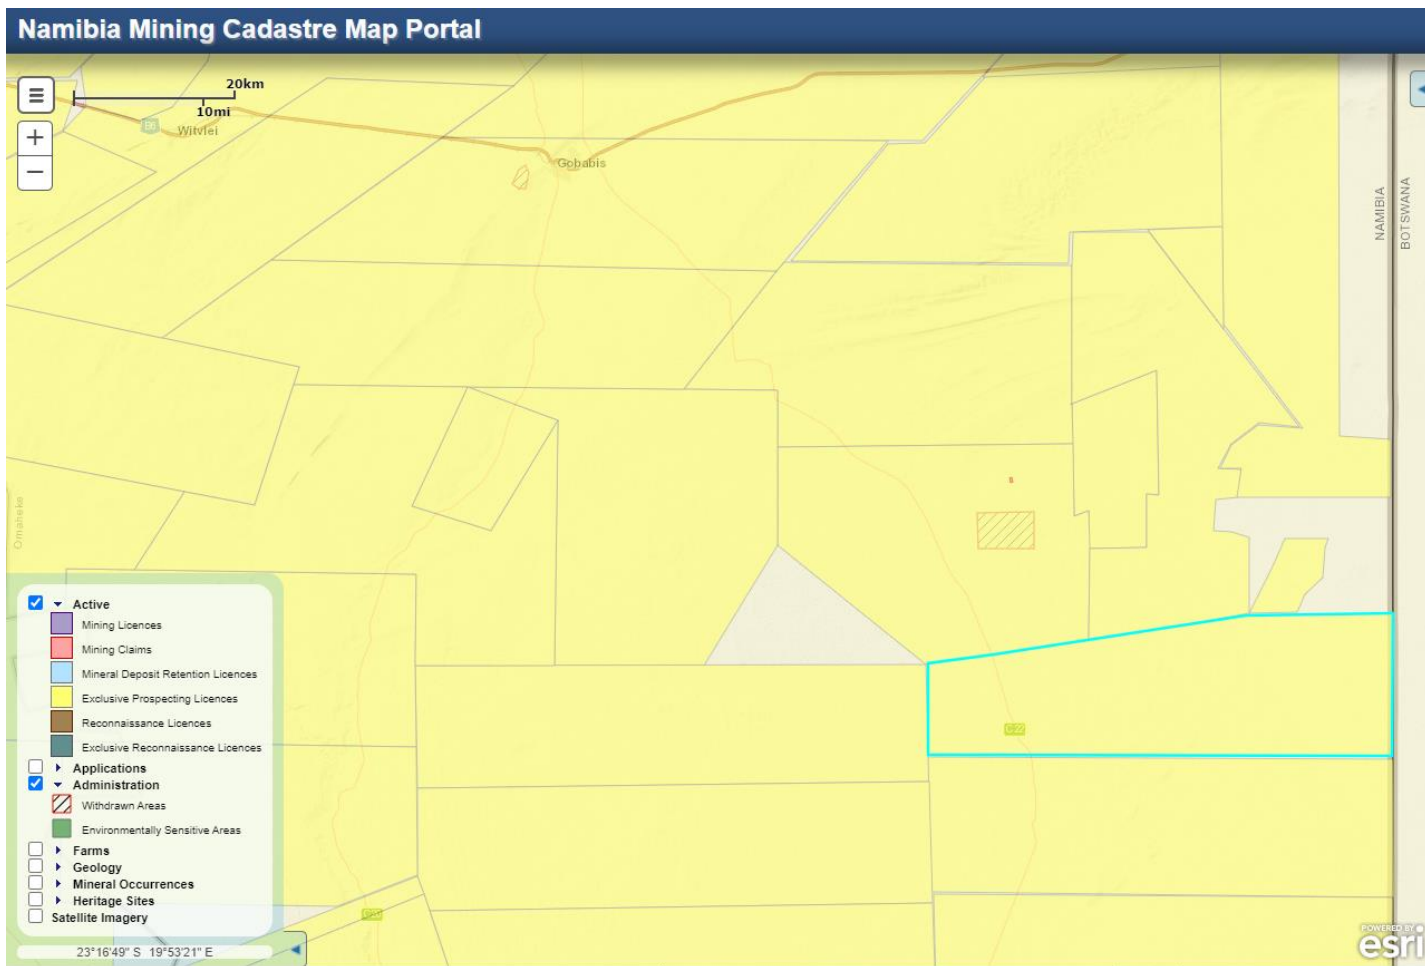 Namibia Mining Cadastre Map Portal
20km
10mi
B6
Witvlei
Gobabis
NAMIBIA
BOTSWANA
Omaheke
Active
Mining Licences
Mining Claims
Mineral Deposit Retention Licences
Exclusive Prospecting Licences
Reconnaissance Licences
Exclusive Reconnaissance Licences
Applications
Administration
Withdrawn Areas
Environmentally Sensitive Areas
Farms
Geology
Mineral Occurrences
Heritage Sites
Satellite Imagery
23°16'49" S 19°53'21" E
C22
POWERED BY
esri